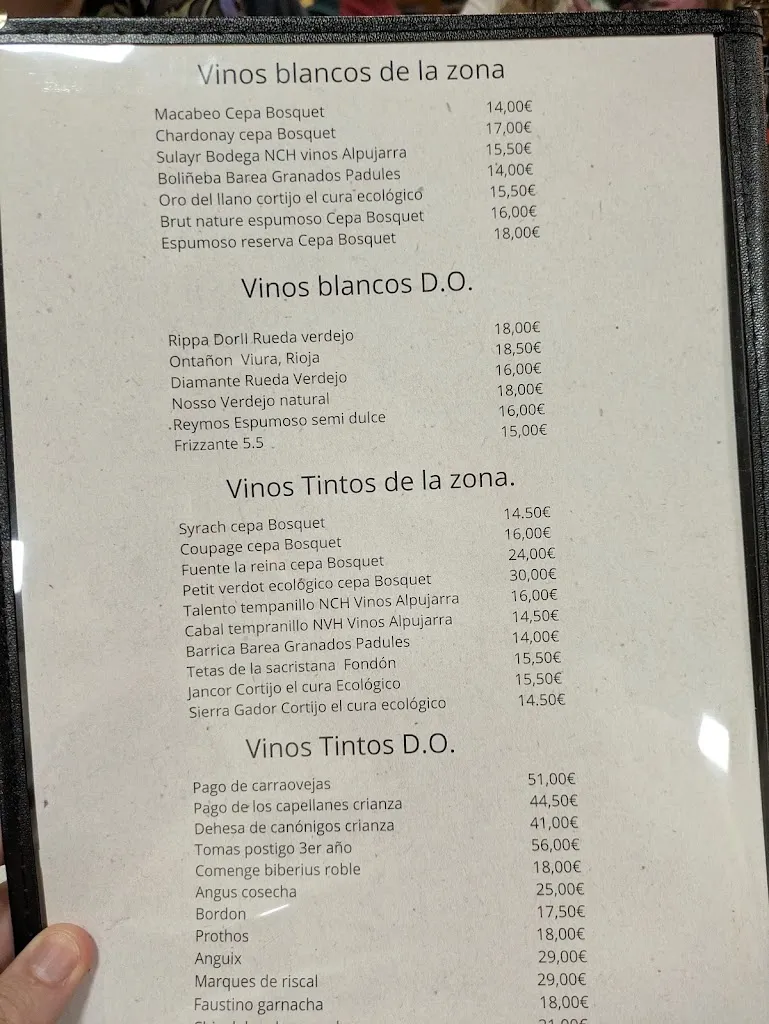 Vinos blancos de la zona
Macabeo Cepa Bosquet 14,00€
Chardonay cepa Bosquet 17,00€
Sulayr Bodega NCH vinos Alpujarra 15,50€
Boliñeba Barea Granados Padules 14,00€
Oro del llano cortijo el cura ecológico 15,50€
Brut nature espumoso Cepa Bosquet 16,00€
Espumoso reserva Cepa Bosquet 18,00€
Vinos blancos D.O.
Rippa Dorll Rueda verdejo 18,00€
Ontañon Viura, Rioja 18,50€
Diamante Rueda Verdejo 16,00€
Nosso Verdejo natural 18,00€
.Reymos Espumoso semi dulce 16,00€
Frizzante 5.5 15,00€
Vinos Tintos de la zona.
Syrach cepa Bosquet 14.50€
Coupage cepa Bosquet 16,00€
Fuente la reina cepa Bosquet 24,00€
Petit verdot ecológico cepa Bosquet 30,00€
Talento tempanillo NCH Vinos Alpujarra 16,00€
Cabal tempranillo NVH Vinos Alpujarra 14,50€
Barrica Barea Granados Padules 14,00€
Tetas de la sacristana Fondón 15,50€
Jancor Cortijo el cura Ecológico 15,50€
Sierra Gador Cortijo el cura ecológico 14.50€
Vinos Tintos D.O.
Pago de carraovejas 51,00€
Pago de los capellanes crianza 44,50€
Dehesa de canónigos crianza 41,00€
Tomas postigo 3er año 56,00€
Comenge biberius roble 18,00€
Angus cosecha 25,00€
Bordon 17,50€
Prothos 18,00€
Anguix 29,00€
Marques de riscal 29,00€
Faustino garnacha 18,00€